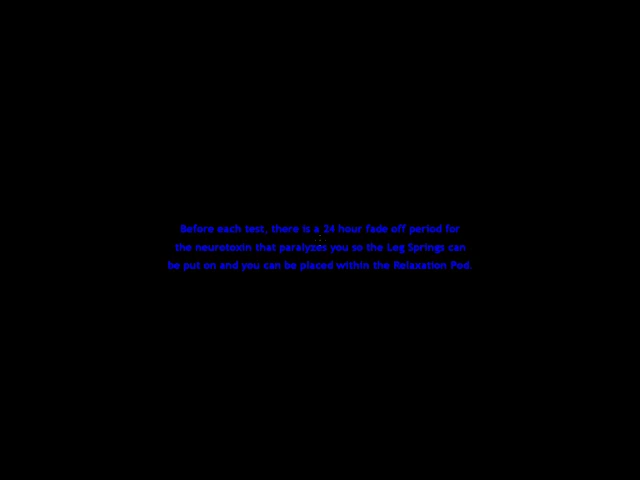 Before each test, there is a 24 hour fade off period for
the neurotoxin that paralyzes you so the Leg Springs can
be put on and you can be placed within the Relaxation Pod.